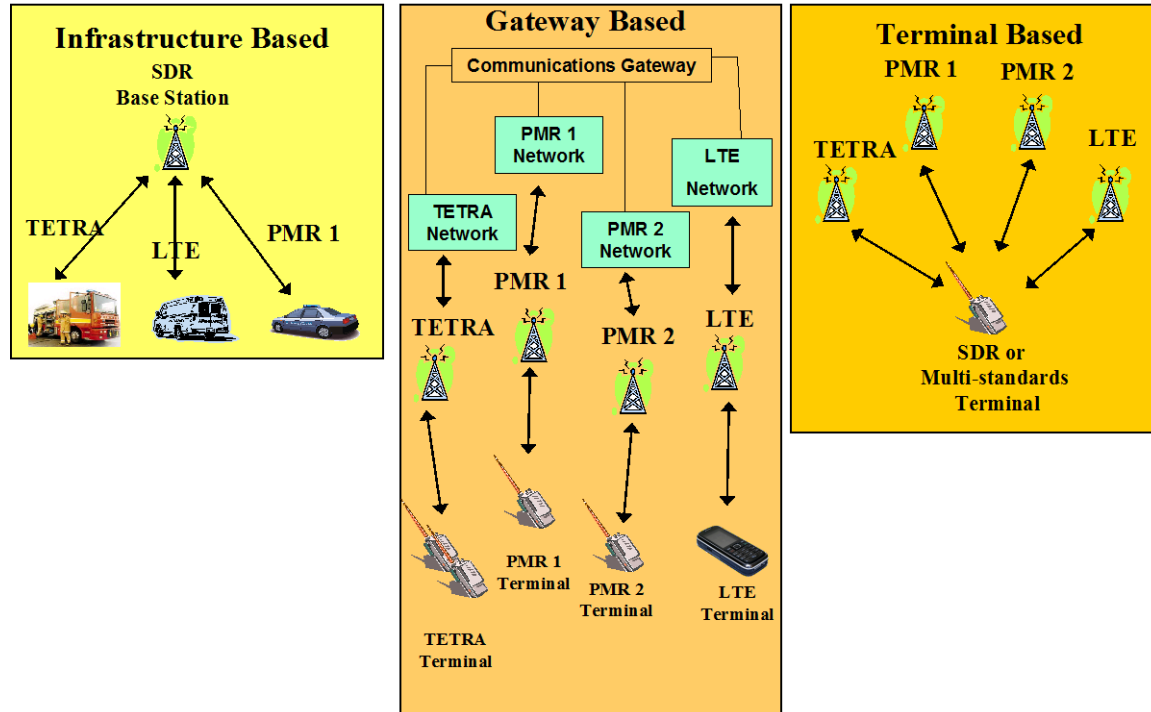 Infrastructure Based
SDR
Base Station
TETRA
LTE
PMR 1
Gateway Based
Communications Gateway
PMR 1
Network
LTE
Network
TETRA
Network
PMR 2
Network
PMR 1
TETRA
PMR 2
LTE
PMR 1
Terminal
PMR 2
Terminal
LTE
Terminal
TETRA
Terminal
Terminal Based
PMR 1
PMR 2
TETRA
LTE
SDR or
Multi-standards
Terminal